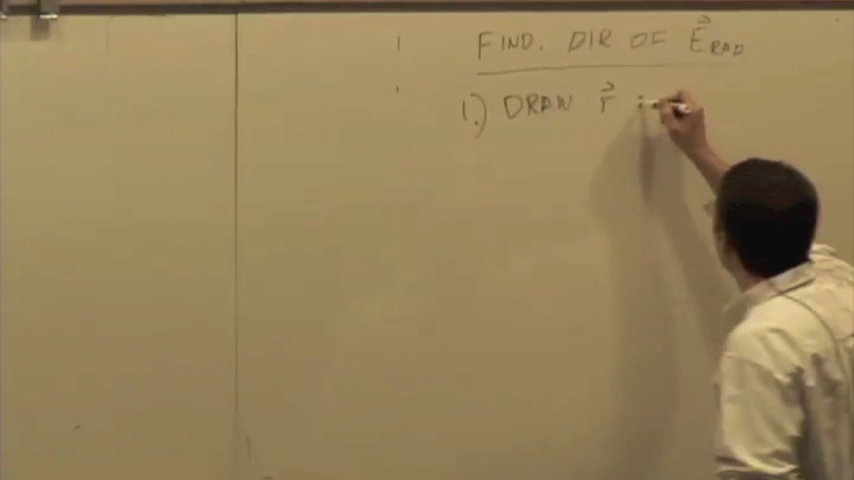 FIND. DIR OF E⃗RAD
1.) DRAW r⃗